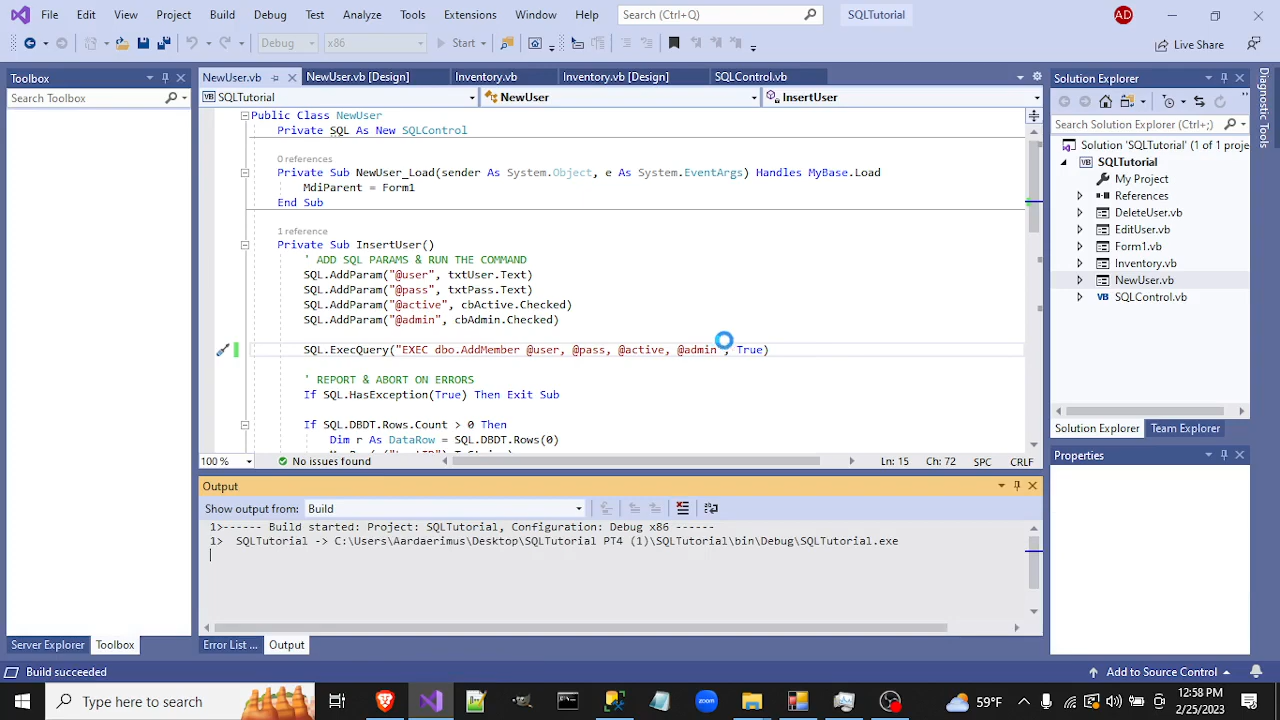 File Edit View Project Build Debug Test Analyze Tools Extensions Window Help Search (Ctrl+Q) SQLTutorial AD
Debug x86 Start Live Share
Toolbox
Search Toolbox
NewUser.vb NewUser.vb [Design] Inventory.vb Inventory.vb [Design] SQLControl.vb
SQLTutorial NewUser InsertUser
Public Class NewUser
Private SQL As New SQLControl
0 references
Private Sub NewUser_Load(sender As System.Object, e As System.EventArgs) Handles MyBase.Load
MdiParent = Form1
End Sub
1 reference
Private Sub InsertUser()
' ADD SQL PARAMS & RUN THE COMMAND
SQL.AddParam("@user", txtUser.Text)
SQL.AddParam("@pass", txtPass.Text)
SQL.AddParam("@active", cbActive.Checked)
SQL.AddParam("@admin", cbAdmin.Checked)
SQL.ExecQuery("EXEC dbo.AddMember @user, @pass, @active, @admin", True)
' REPORT & ABORT ON ERRORS
If SQL.HasException(True) Then Exit Sub
If SQL.DBDT.Rows.Count > 0 Then
Dim r As DataRow = SQL.DBDT.Rows(0)
100 % No issues found Ln: 15 Ch: 72 SPC CRLF
Output
Show output from: Build
1>------ Build started: Project: SQLTutorial, Configuration: Debug x86 ------
1>  SQLTutorial -> C:\Users\Aardaerimus\Desktop\SQLTutorial PT4 (1)\SQLTutorial\bin\Debug\SQLTutorial.exe
Server Explorer Toolbox
Error List ... Output
Solution Explorer
Search Solution Explorer (Ctrl+;)
Solution 'SQLTutorial' (1 of 1 proje
SQLTutorial
My Project
References
DeleteUser.vb
EditUser.vb
Form1.vb
Inventory.vb
NewUser.vb
SQLControl.vb
Solution Explorer Team Explorer
Properties
Diagnostic Tools
Build succeeded Add to Source Control
Type here to search zoom 59°F 12:58 PM
2/25/2023